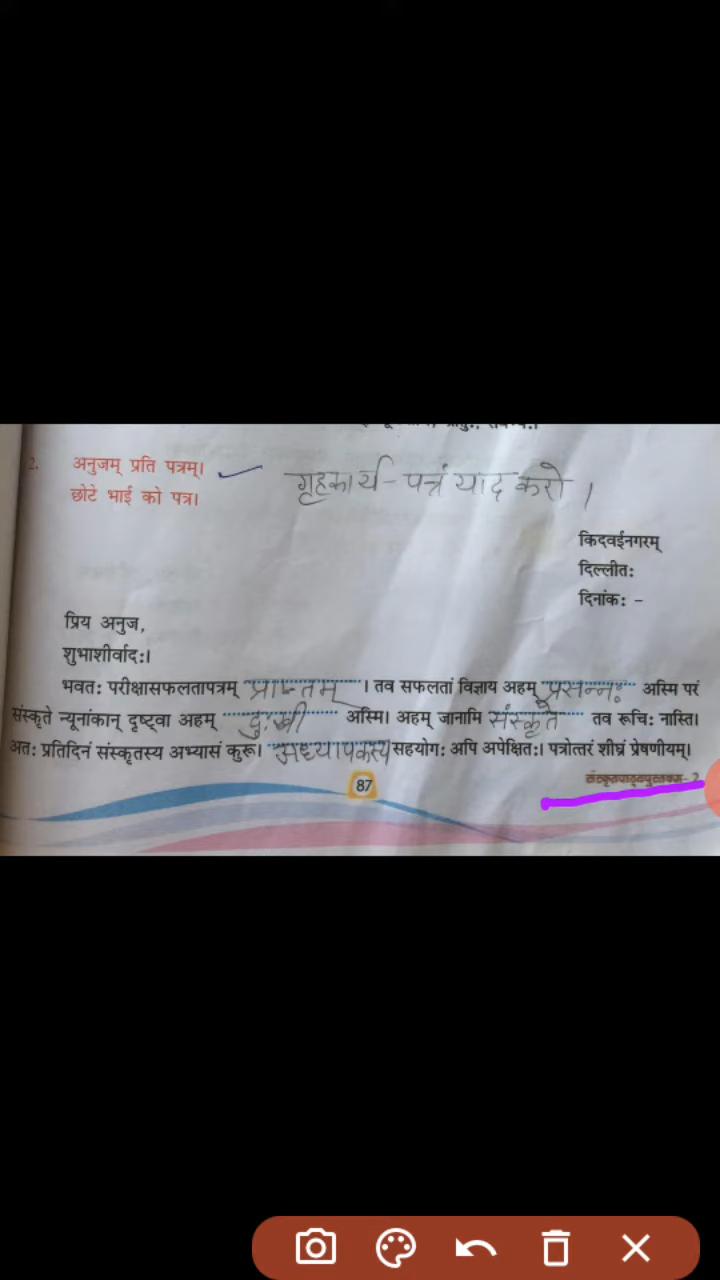 2. अनुजम् प्रति पत्रम्।
छोटे भाई को पत्र।
गृहकार्य - पत्रं याद करो।
किदवईनगरम्
दिल्लीत:
दिनांक: -
प्रिय अनुज,
शुभाशीर्वाद:।
भवत: परीक्षासफलतापत्रम् प्राप्तम् । तव सफलतां विज्ञाय अहम् प्रसन्न: अस्मि परं
संस्कृते न्यूनांकान् दृष्ट्वा अहम् दु:खी अस्मि। अहम् जानामि संस्कृते तव रूचि: नास्ति।
अत: प्रतिदिनं संस्कृतस्य अभ्यासं कुरू। अध्यापकस्य सहयोग: अपि अपेक्षित:। पत्रोत्तरं शीघ्रं प्रेषणीयम्।
87